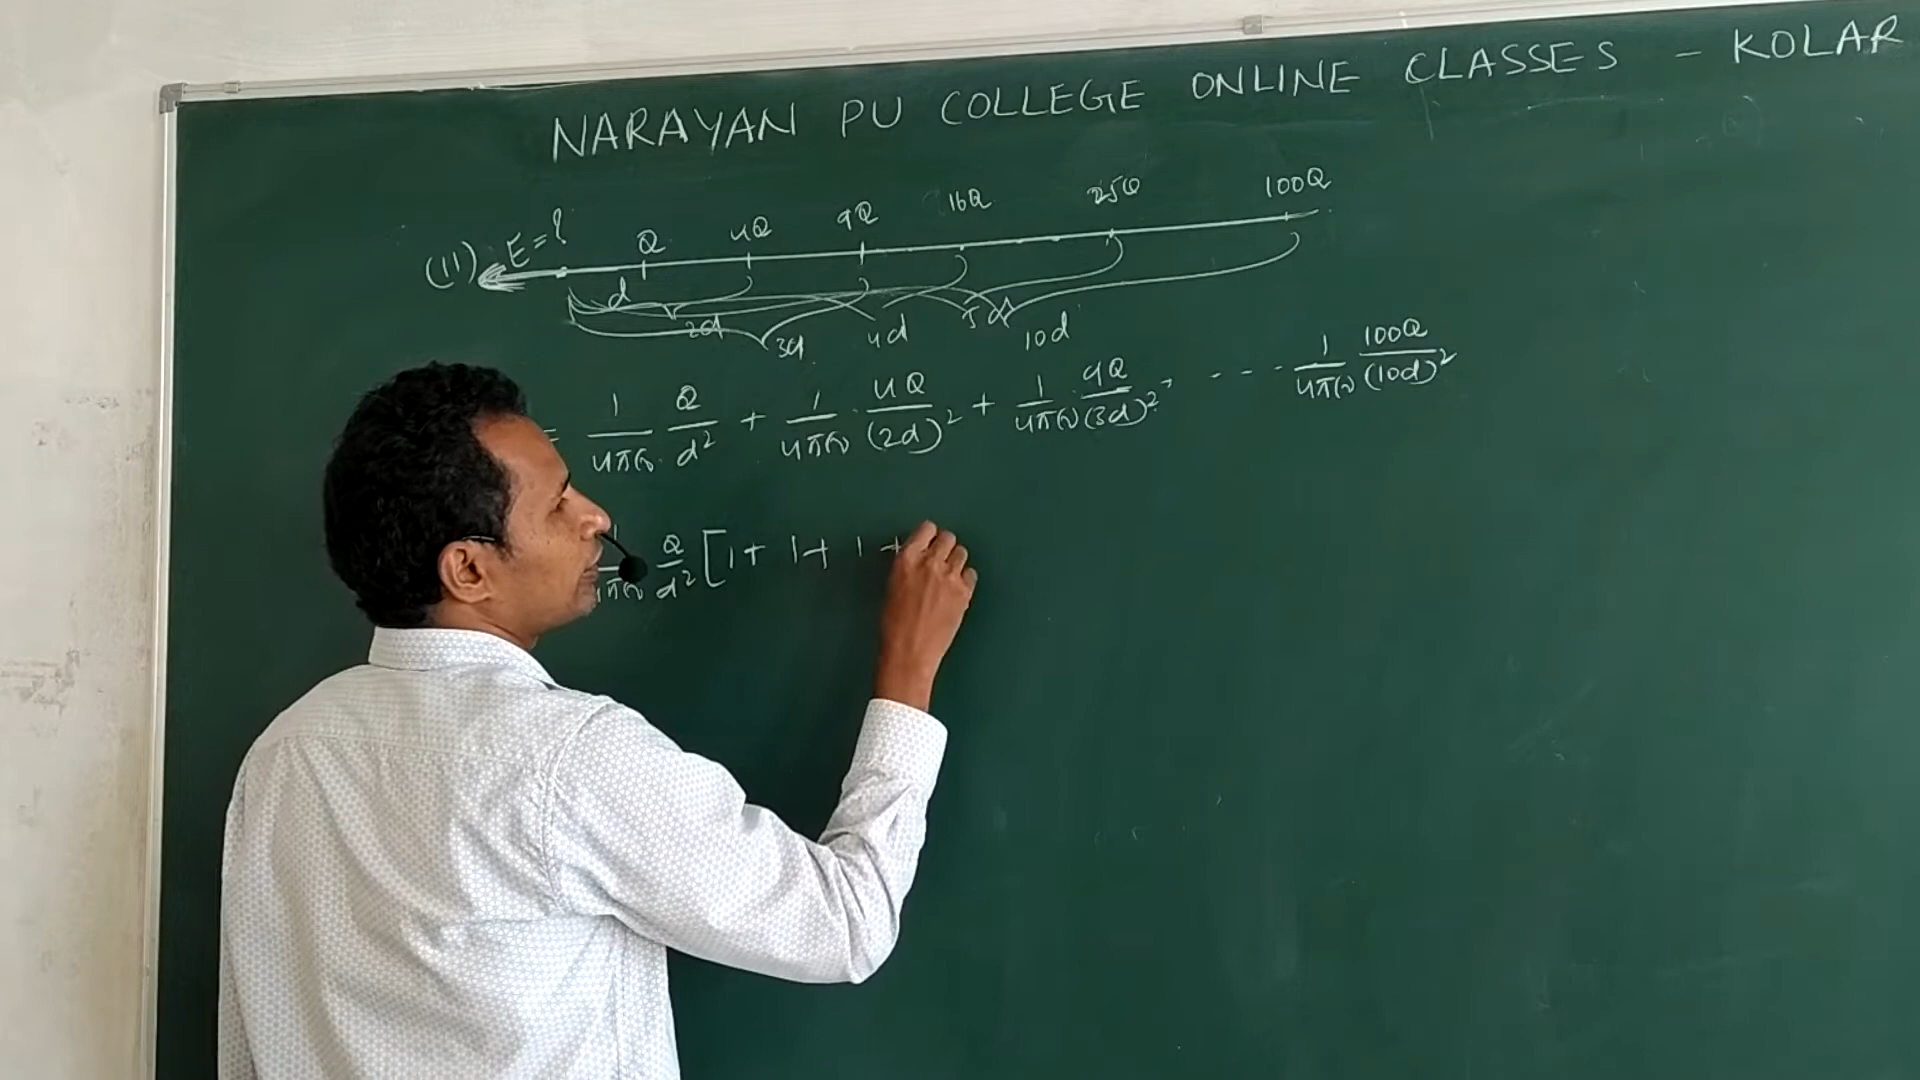 NARAYAN PU COLLEGE ONLINE CLASSES - KOLAR
(11) E=? Q 4Q 9Q 16Q 25Q 100Q
d 2d 3d 4d 5d 10d
= 1/4πε₀ . Q/d² + 1/4πε₀ . 4Q/(2d)² + 1/4πε₀ . 9Q/(3d)² + - - - - 1/4πε₀ 100Q/(10d)²
1/4πε₀ Q/d² [1+ 1+ 1+